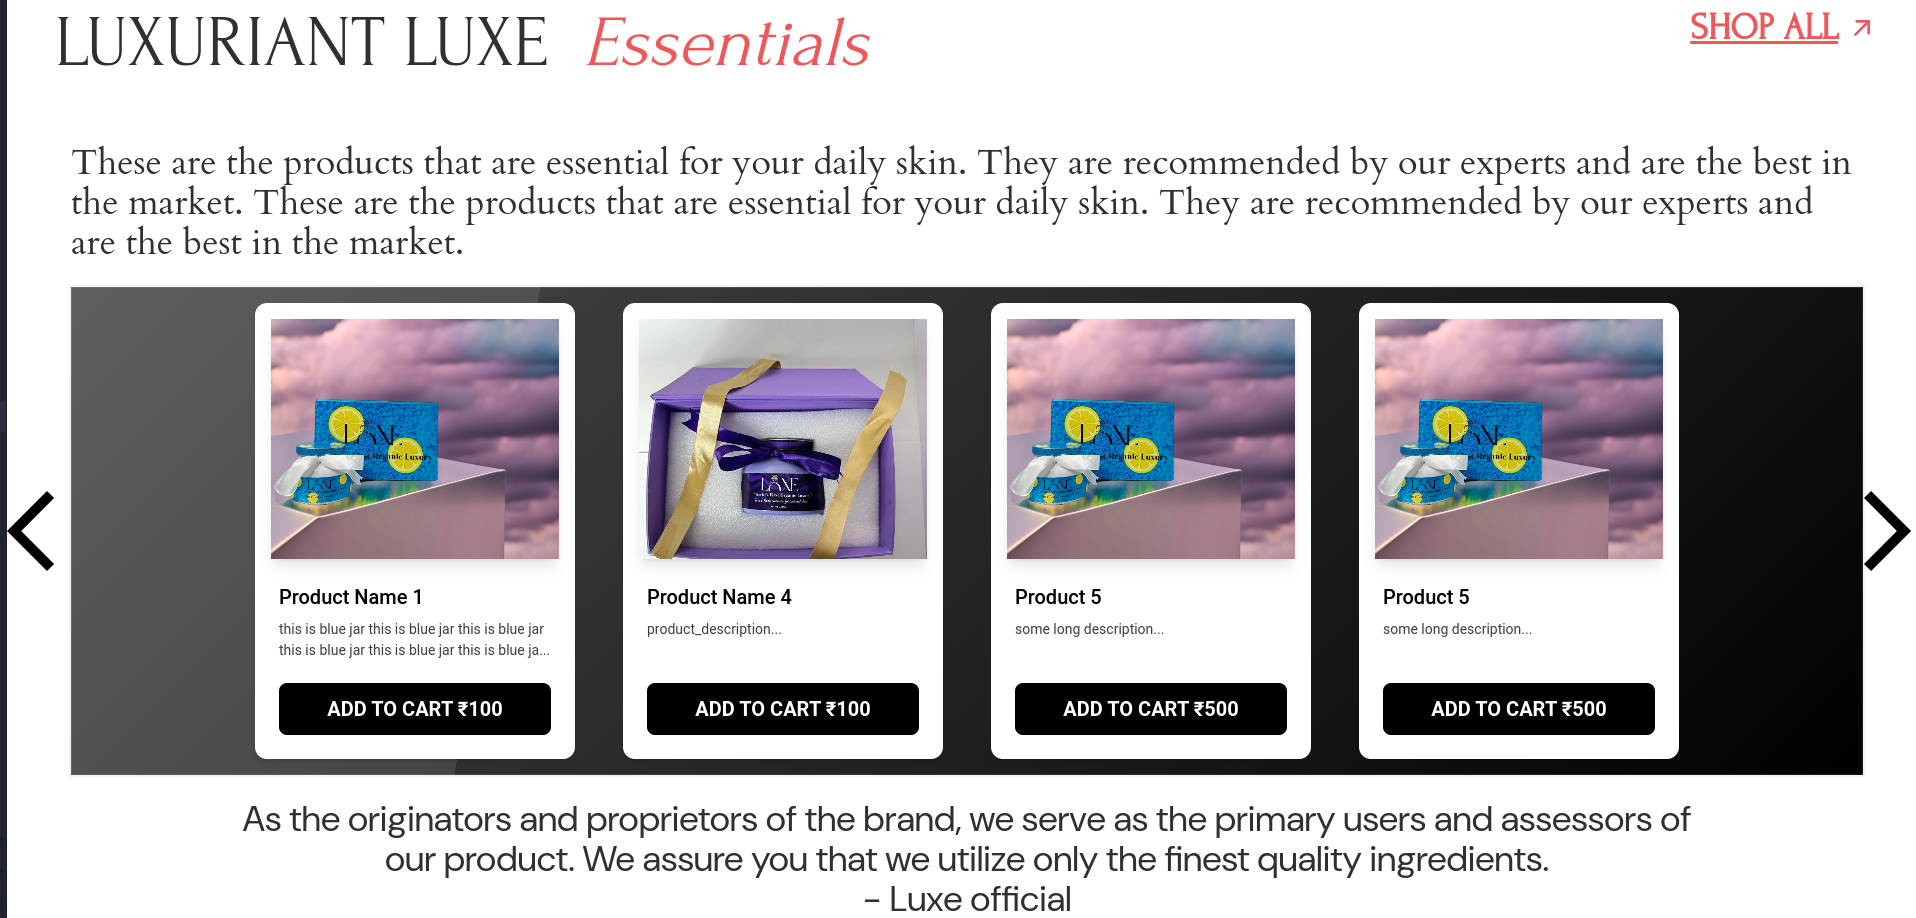 LUXURIANT LUXE Essentials
SHOP ALL
These are the products that are essential for your daily skin. They are recommended by our experts and are the best in
the market. These are the products that are essential for your daily skin. They are recommended by our experts and
are the best in the market.
Product Name 1
this is blue jar this is blue jar this is blue jar
this is blue jar this is blue jar this is blue ja...
ADD TO CART ₹100
Product Name 4
product_description...
ADD TO CART ₹100
Organic Luxury
Product 5
some long description...
ADD TO CART ₹500
Organic Luxury
Product 5
some long description...
ADD TO CART ₹500
As the originators and proprietors of the brand, we serve as the primary users and assessors of
our product. We assure you that we utilize only the finest quality ingredients.
- Luxe official